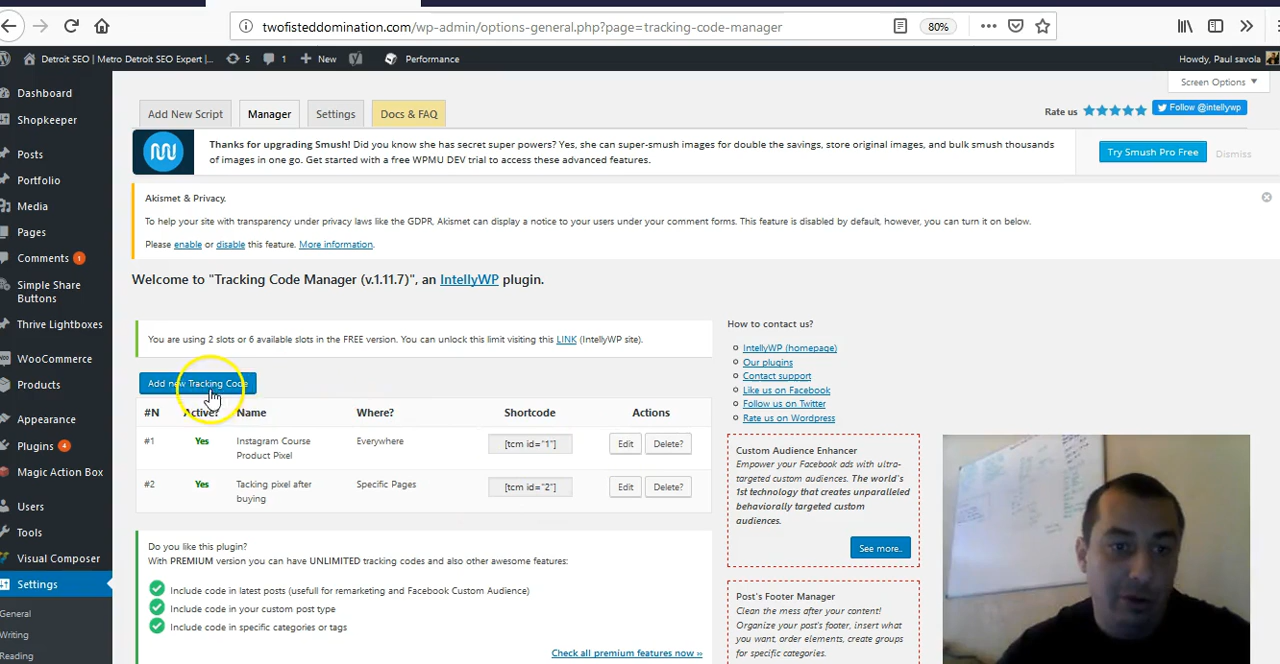 twofisteddomination.com/wp-admin/options-general.php?page=tracking-code-manager
80%
Detroit SEO | Metro Detroit SEO Expert |...
5
1
New
Performance
Howdy, Paul savola
Screen Options
Dashboard
Shopkeeper
Posts
Portfolio
Media
Pages
Comments 1
Simple Share
Buttons
Thrive Lightboxes
WooCommerce
Products
Appearance
Plugins 4
Magic Action Box
Users
Tools
Visual Composer
Settings
General
Writing
Reading
Add New Script
Manager
Settings
Docs & FAQ
Rate us
Follow @intellywp
Thanks for upgrading Smush! Did you know she has secret super powers? Yes, she can super-smush images for double the savings, store original images, and bulk smush thousands
of images in one go. Get started with a free WPMU DEV trial to access these advanced features.
Try Smush Pro Free
Dismiss
Akismet & Privacy.
To help your site with transparency under privacy laws like the GDPR, Akismet can display a notice to your users under your comment forms. This feature is disabled by default, however, you can turn it on below.
Please enable or disable this feature. More information.
Welcome to "Tracking Code Manager (v.1.11.7)", an IntellyWP plugin.
You are using 2 slots or 6 available slots in the FREE version. You can unlock this limit visiting this LINK (IntellyWP site).
Add new Tracking Code
#N Active? Name Where? Shortcode Actions
#1 Yes Instagram Course Everywhere [tcm id="1"] Edit Delete?
Product Pixel
#2 Yes Tacking pixel after Specific Pages [tcm id="2"] Edit Delete?
buying
Do you like this plugin?
With PREMIUM version you can have UNLIMITED tracking codes and also other awesome features:
Include code in latest posts (usefull for remarketing and Facebook Custom Audience)
Include code in your custom post type
Include code in specific categories or tags
Check all premium features now »
How to contact us?
IntellyWP (homepage)
Our plugins
Contact support
Like us on Facebook
Follow us on Twitter
Rate us on Wordpress
Custom Audience Enhancer
Empower your Facebook ads with ultra-
targeted custom audiences. The world's
1st technology that creates unparalleled
behaviorally targeted custom
audiences.
See more..
Post's Footer Manager
Clean the mess after your content!
Organize your post's footer, insert what
you want, order elements, create groups
for specific categories.